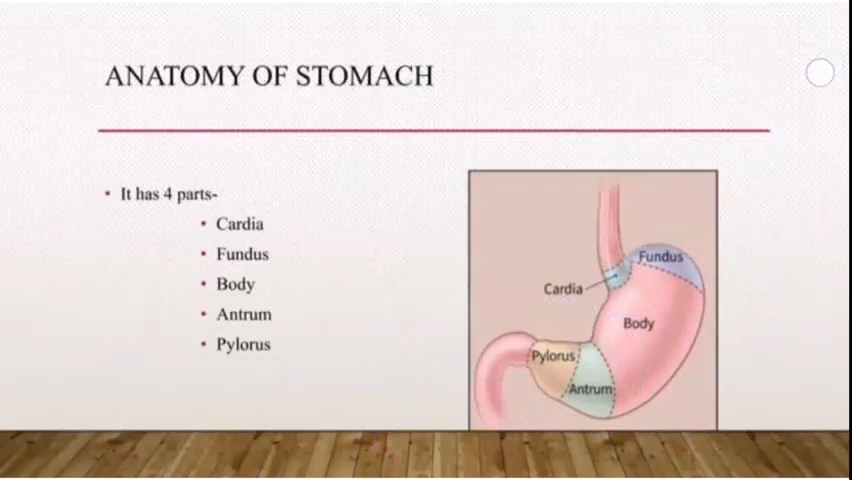 ANATOMY OF STOMACH
• It has 4 parts-
• Cardia
• Fundus
• Body
• Antrum
• Pylorus
Fundus
Cardia
Body
Pylorus
Antrum